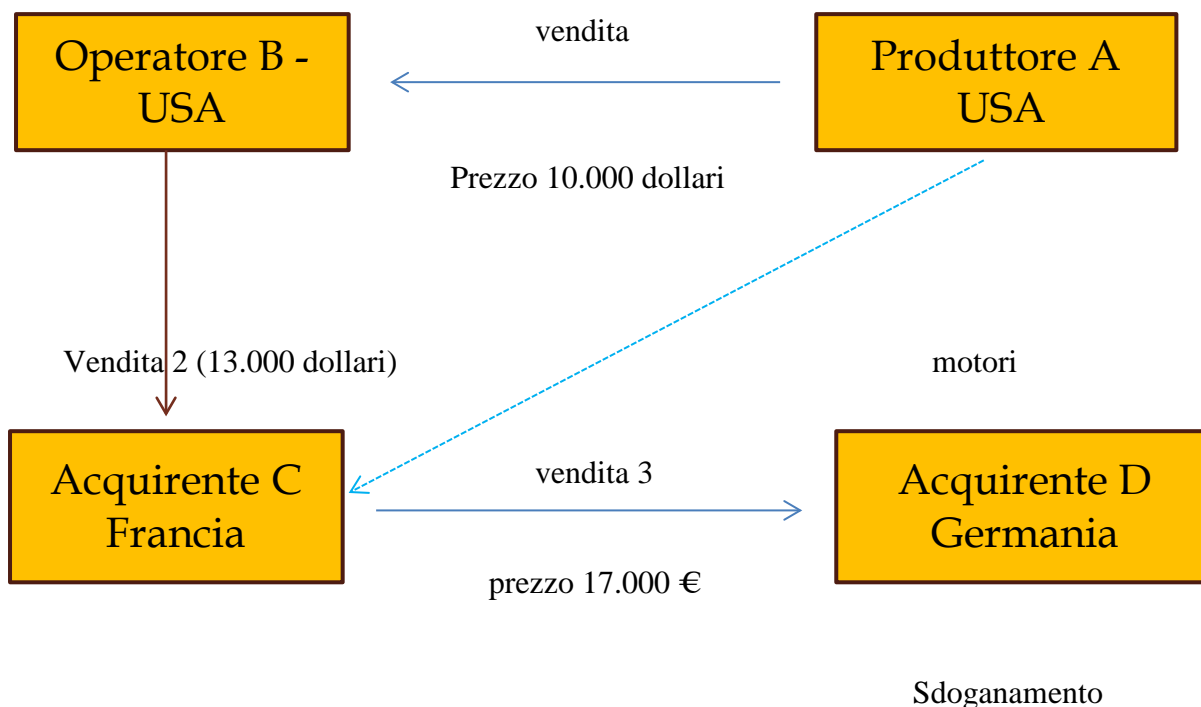 vendita
Operatore B -
USA
Produttore A
USA
Prezzo 10.000 dollari
Vendita 2 (13.000 dollari)
motori
Acquirente C
Francia
vendita 3
Acquirente D
Germania
prezzo 17.000 €
Sdoganamento